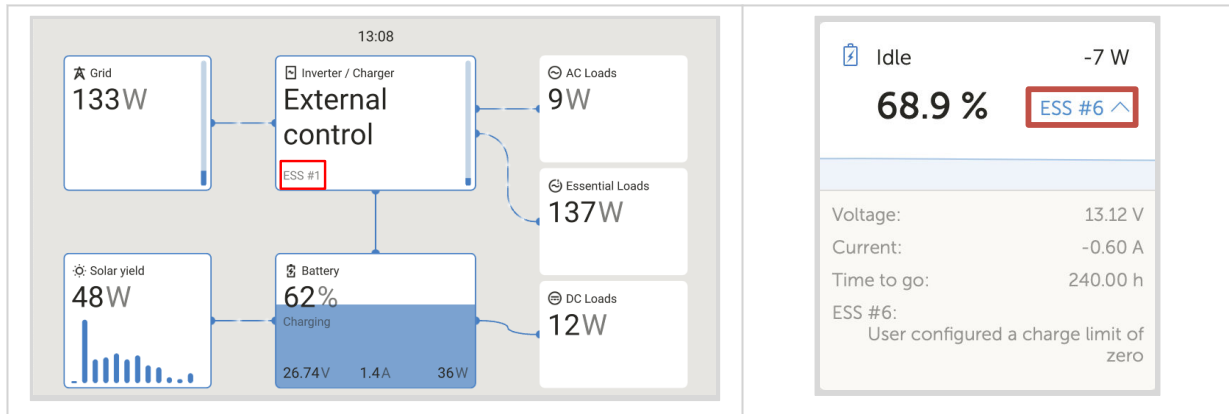 13:08
Grid
133W
Inverter / Charger
External
control
ESS #1
AC Loads
9W
Essential Loads
137W
Solar yield
48W
Battery
62%
Charging
26.74V 1.4A 36W
DC Loads
12W
Idle -7 W
68.9 % ESS #6
Voltage: 13.12 V
Current: -0.60 A
Time to go: 240.00 h
ESS #6:
User configured a charge limit of
zero